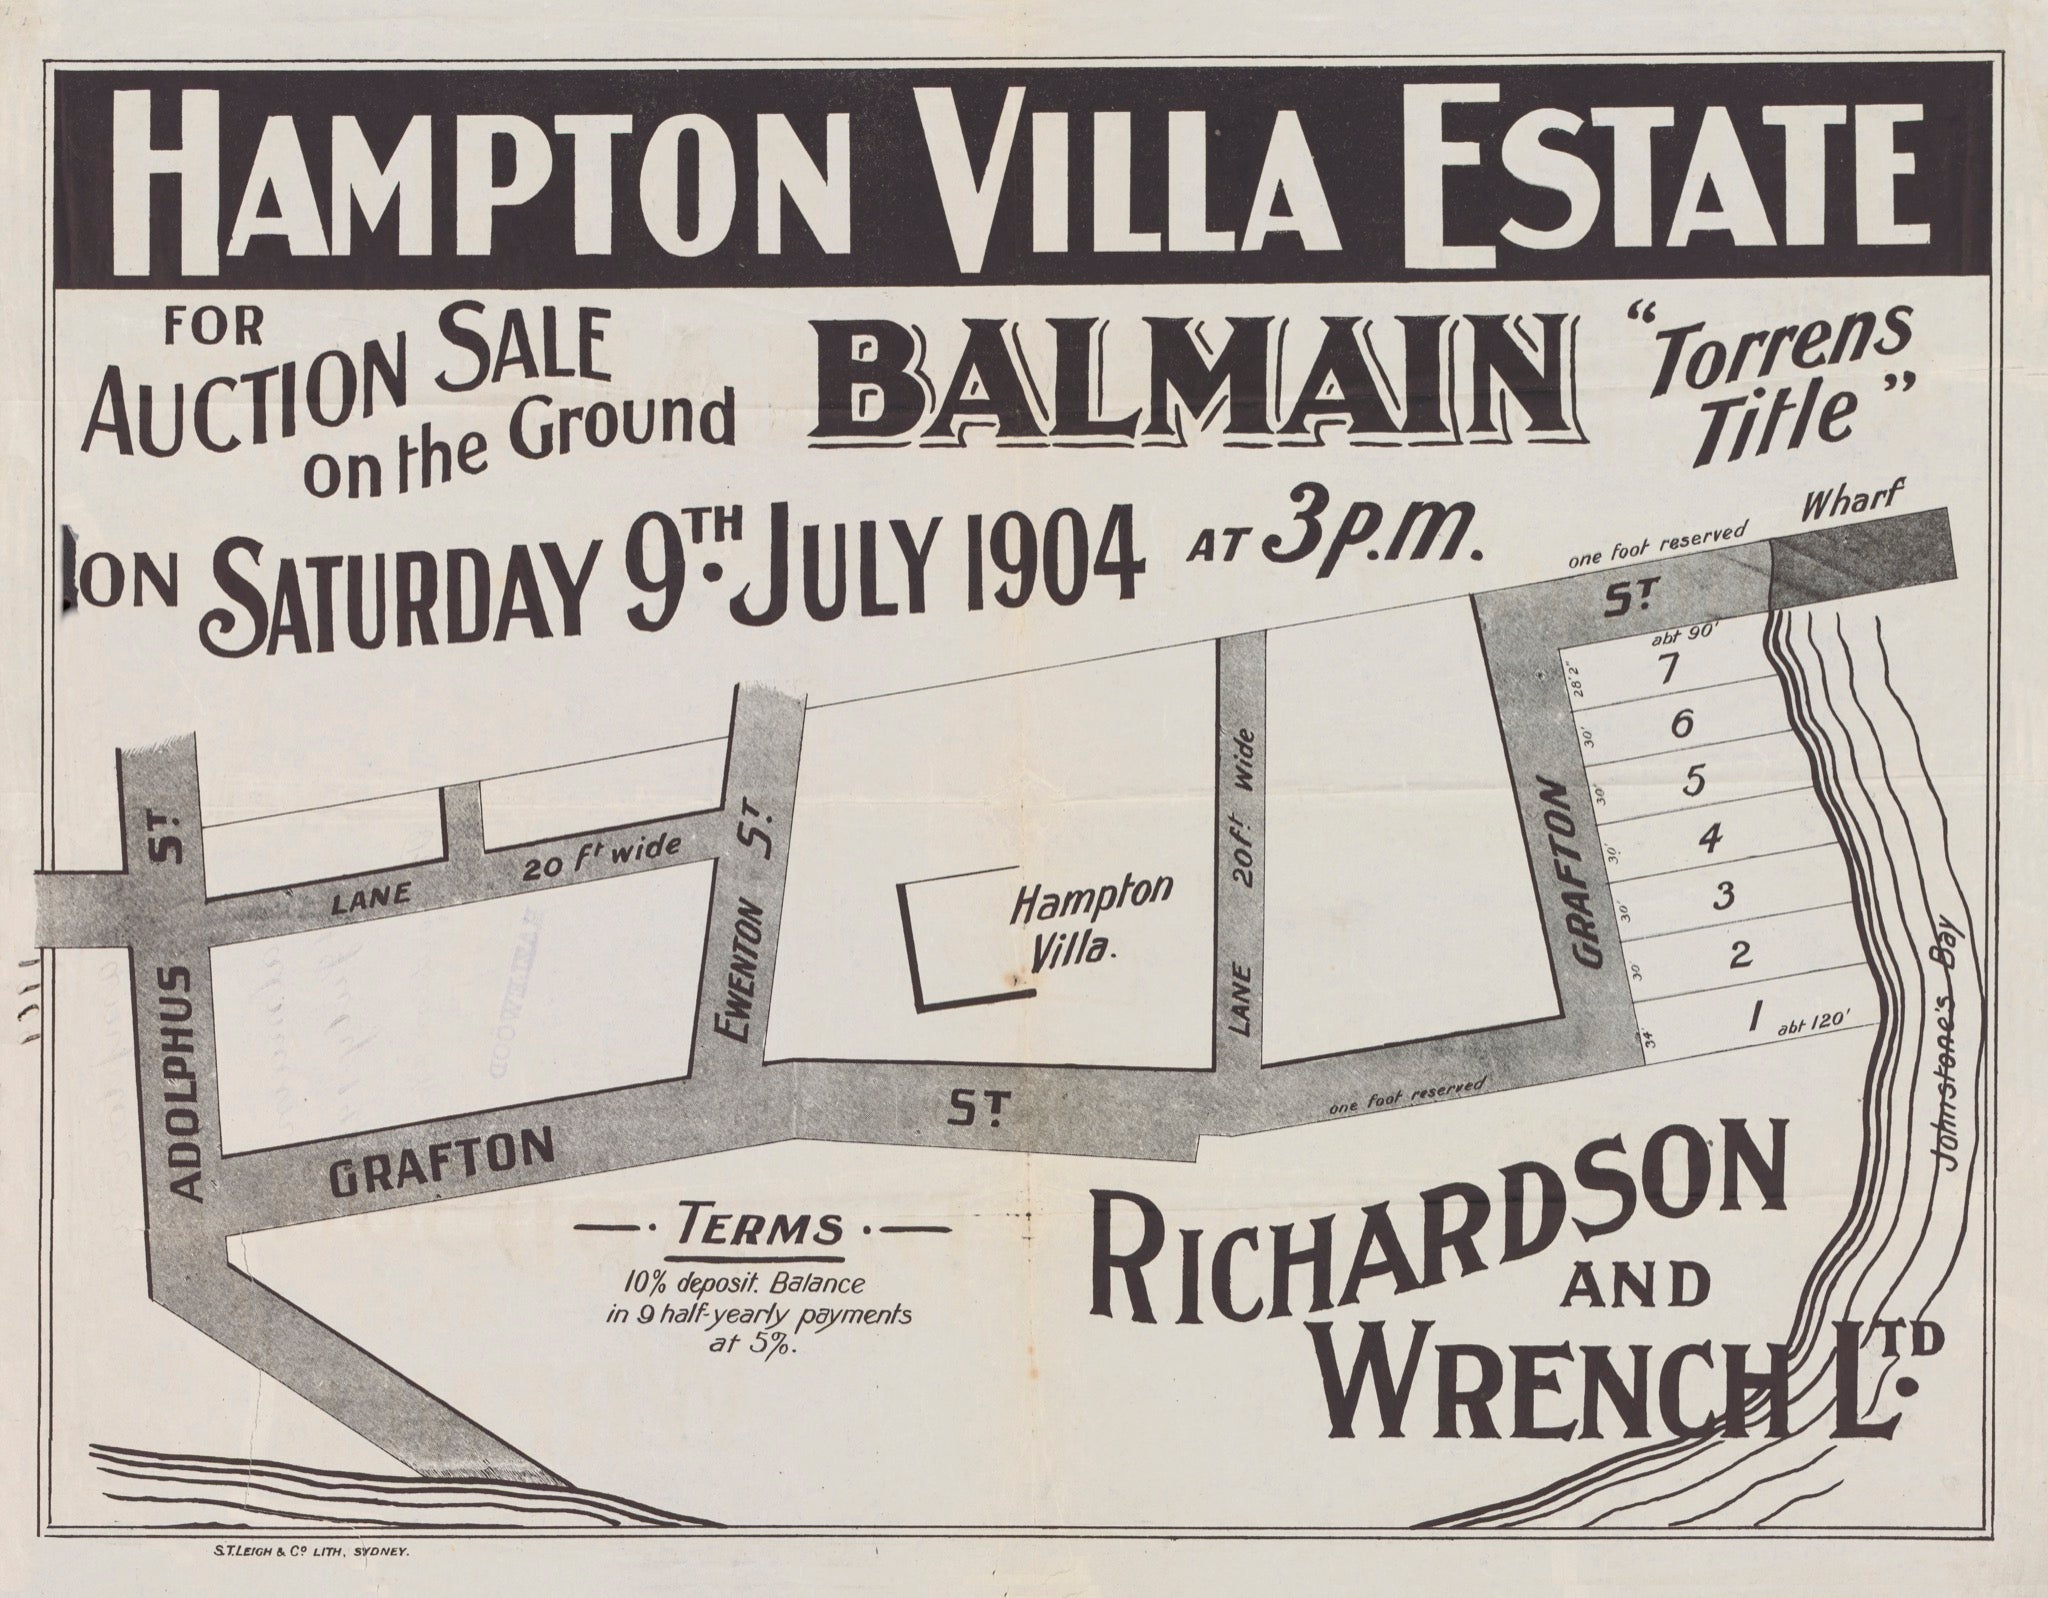 HAMPTON VILLA ESTATE
FOR
AUCTION SALE
on the Ground
BALMAIN
"Torrens
Title"
ON SATURDAY 9TH. JULY 1904 AT 3 p.m.
Wharf
one foot reserved
ST
abt 90'
7
28'2"
6
30'
5
30'
4
30'
3
30'
2
30'
1
abt 120'
34'
GRAFTON
Johnstone's Bay
LANE 20 ft wide
Hampton
Villa.
EWENTON ST
LANE 20 ft wide
ADOLPHUS ST
GRAFTON ST
one foot reserved
TERMS
10% deposit. Balance
in 9 half-yearly payments
at 5%.
RICHARDSON
AND
WRENCH LTD.
S.T. LEIGH & Co LITH, SYDNEY.